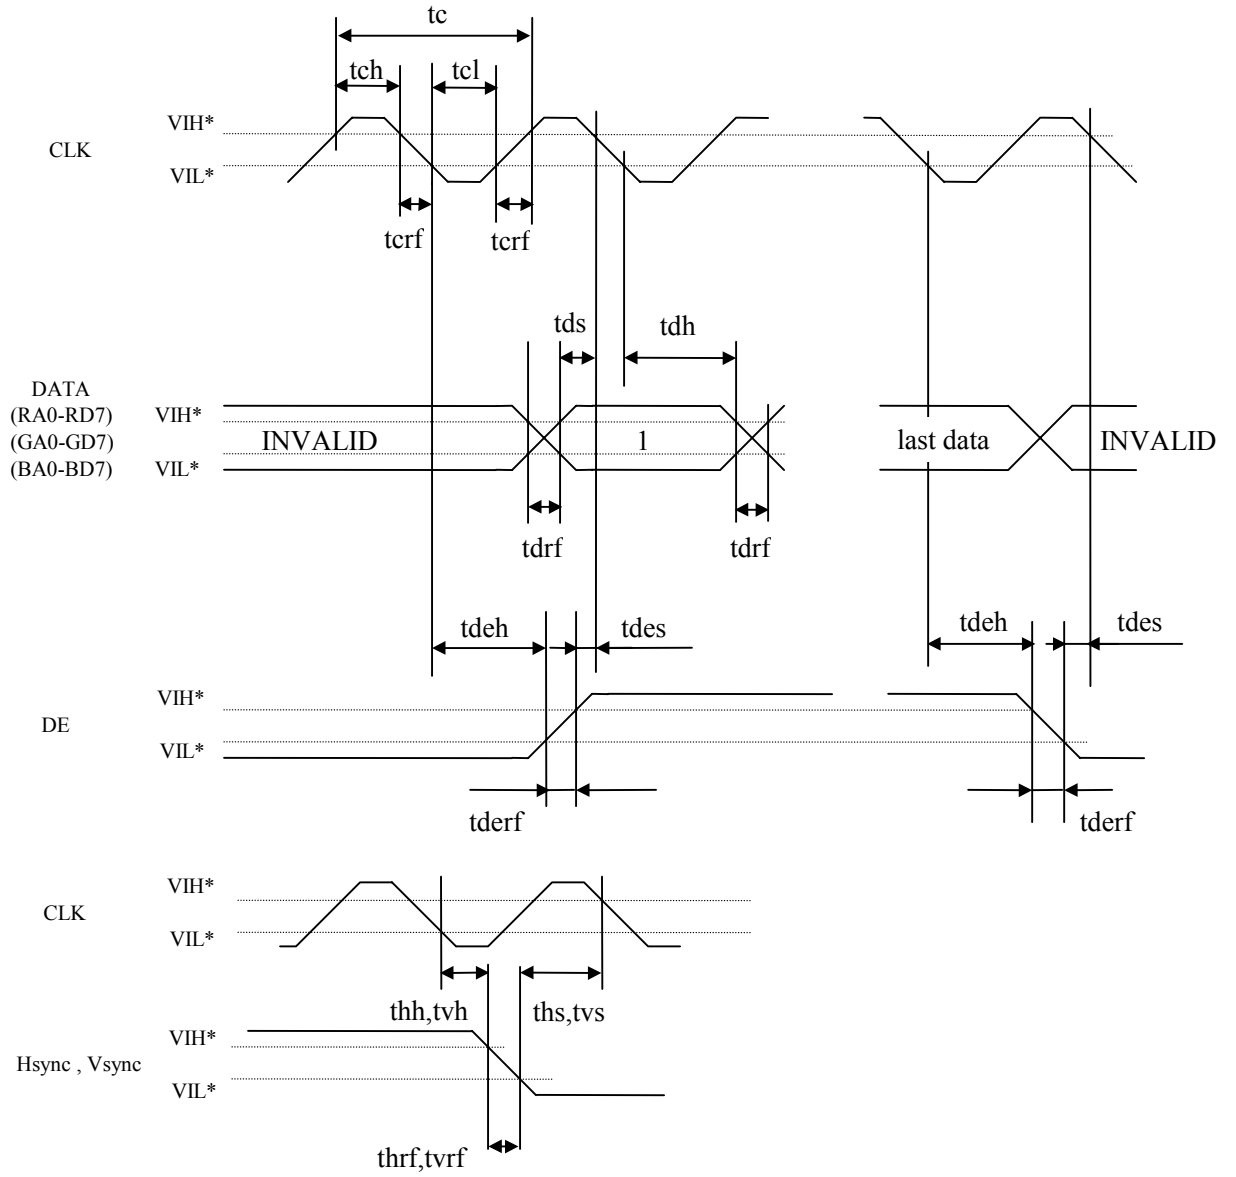 tc
tch
tcl
VIH*
CLK
VIL*
tcrf
tcrf
tds
tdh
DATA
(RA0-RD7)
VIH*
(GA0-GD7)
INVALID
1
last data
INVALID
(BA0-BD7)
VIL*
tdrf
tdrf
tdeh
tdes
tdeh
tdes
VIH*
DE
VIL*
tderf
tderf
VIH*
CLK
VIL*
thh,tvh
ths,tvs
VIH*
Hsync , Vsync
VIL*
thrf,tvrf